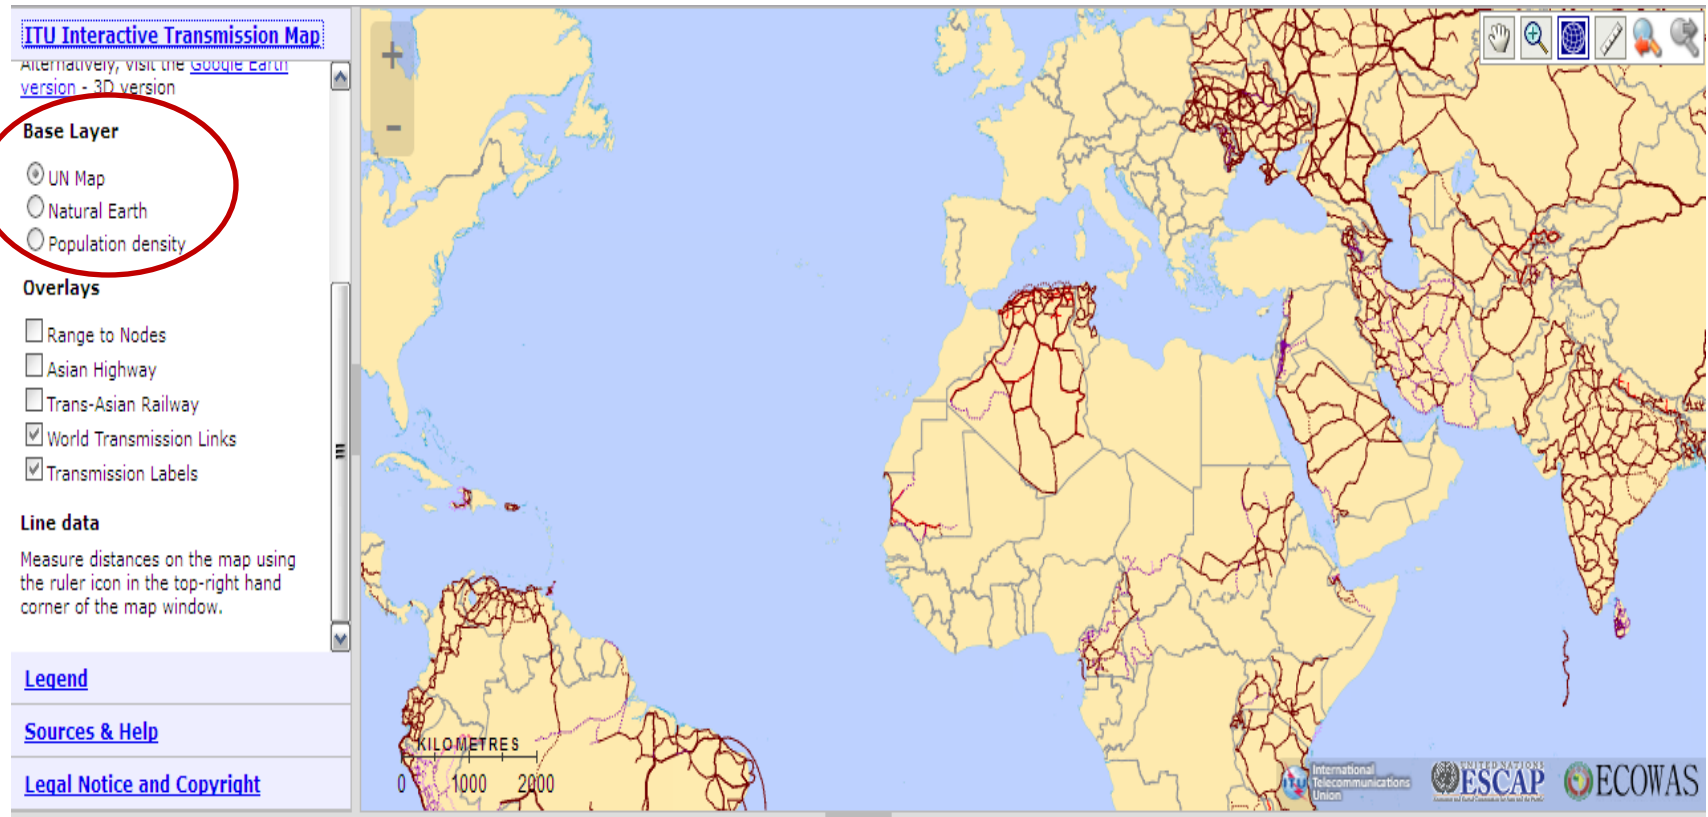 ITU Interactive Transmission Map
Alternatively, visit the Google Earth
version - 3D version
Base Layer
UN Map
Natural Earth
Population density
Overlays
Range to Nodes
Asian Highway
Trans-Asian Railway
World Transmission Links
Transmission Labels
Line data
Measure distances on the map using
the ruler icon in the top-right hand
corner of the map window.
Legend
Sources & Help
Legal Notice and Copyright
+
-
KILOMETRES
0 1000 2000
ITU
International
Telecommunications
Union
UNITED NATIONS
ESCAP
ECOWAS